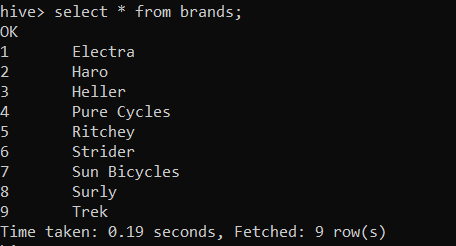 hive> select * from brands;
OK
1 Electra
2 Haro
3 Heller
4 Pure Cycles
5 Ritchey
6 Strider
7 Sun Bicycles
8 Surly
9 Trek
Time taken: 0.19 seconds, Fetched: 9 row(s)